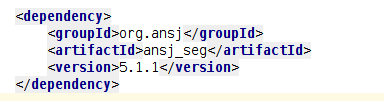 <dependency>
    <groupId>org.ansj</groupId>
    <artifactId>ansj_seg</artifactId>
    <version>5.1.1</version>
</dependency>